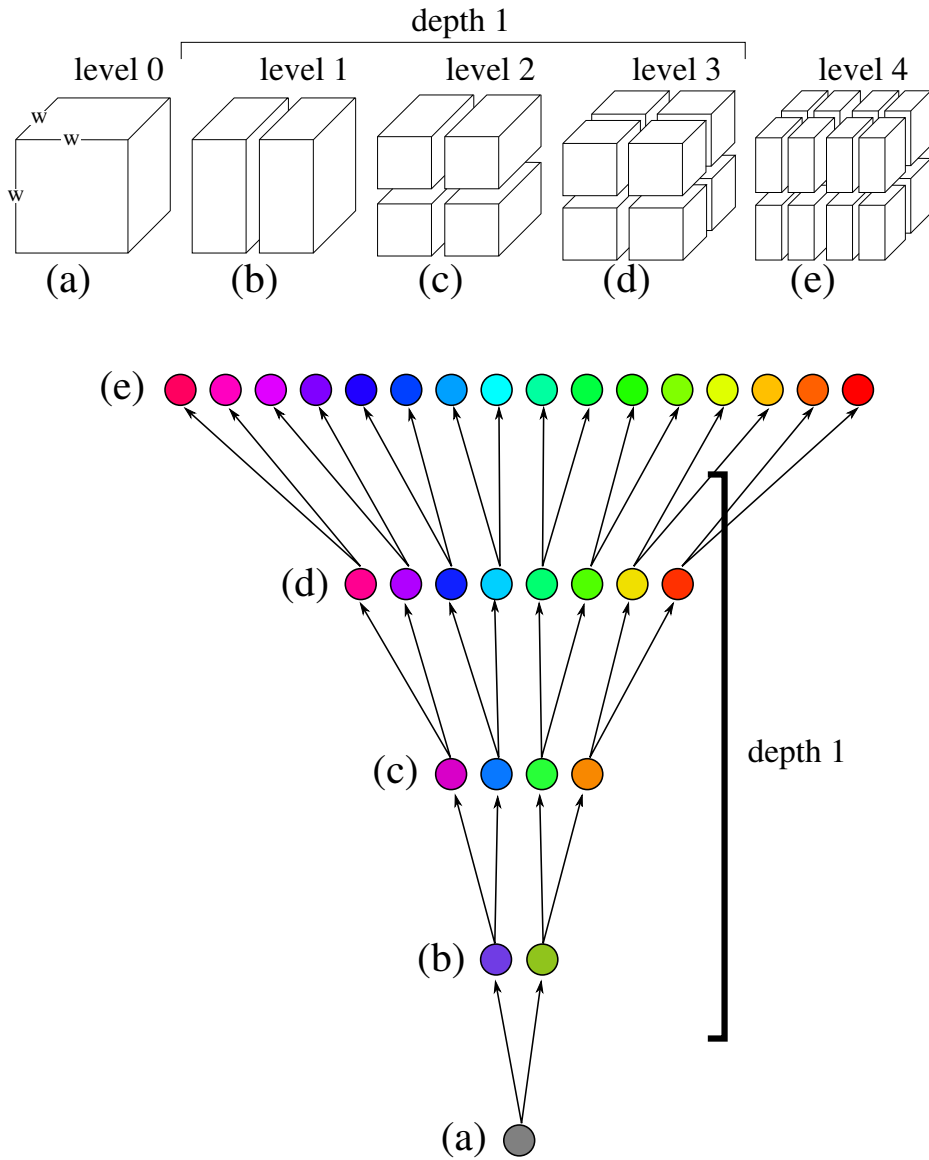 depth 1
level 0 level 1 level 2 level 3 level 4
w
w
w
(a) (b) (c) (d) (e)
(e)
(d)
depth 1
(c)
(b)
(a)